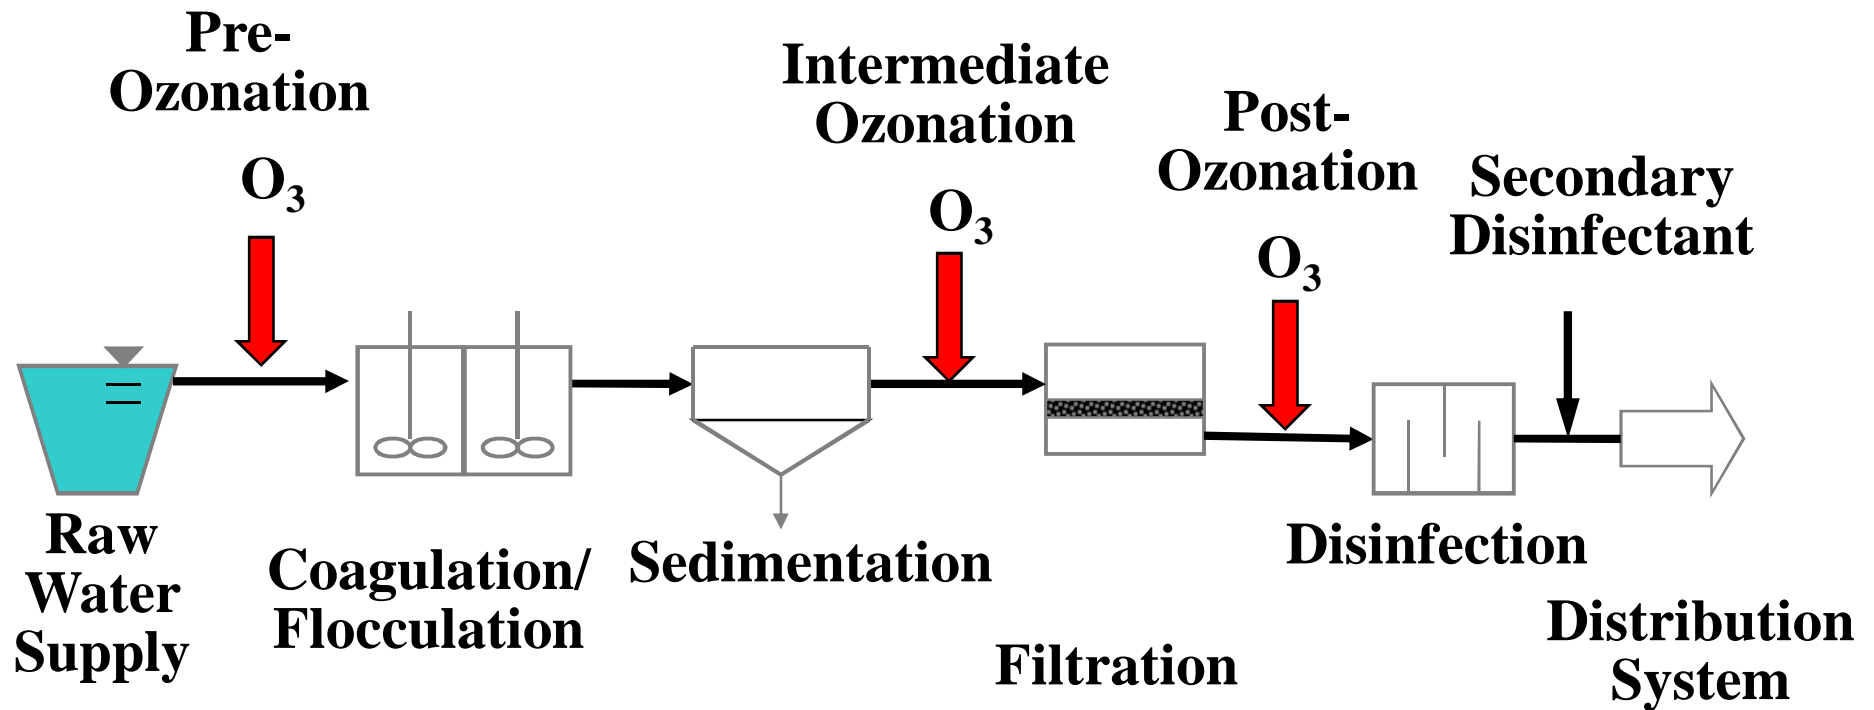 Pre-
Ozonation
O₃
Intermediate
Ozonation
O₃
Post-
Ozonation
O₃
Secondary
Disinfectant
Raw
Water
Supply
Coagulation/
Flocculation
Sedimentation
Filtration
Disinfection
Distribution
System